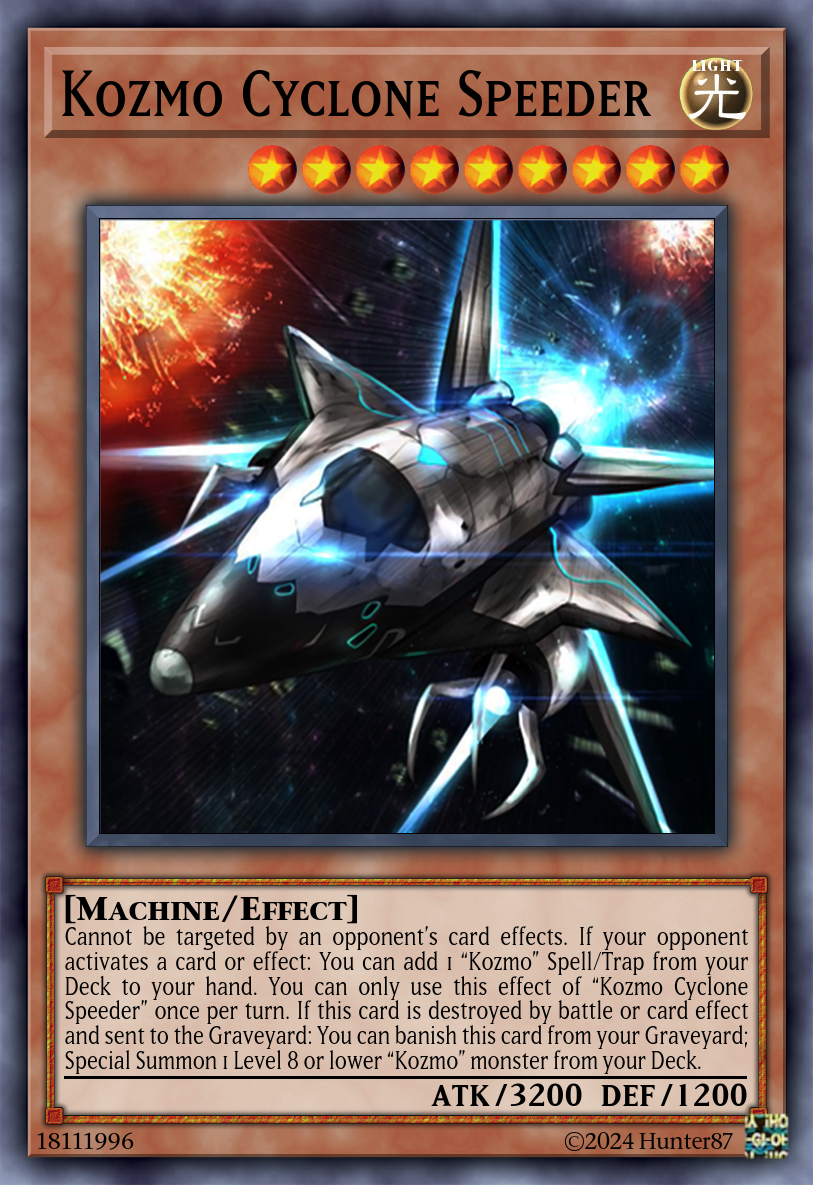 Kozmo Cyclone Speeder
LIGHT
光
[Machine/Effect]
Cannot be targeted by an opponent's card effects. If your opponent
activates a card or effect: You can add 1 “Kozmo” Spell/Trap from your
Deck to your hand. You can only use this effect of “Kozmo Cyclone
Speeder” once per turn. If this card is destroyed by battle or card effect
and sent to the Graveyard: You can banish this card from your Graveyard;
Special Summon 1 Level 8 or lower “Kozmo” monster from your Deck.
ATK/3200 DEF/1200
18111996
©2024 Hunter87